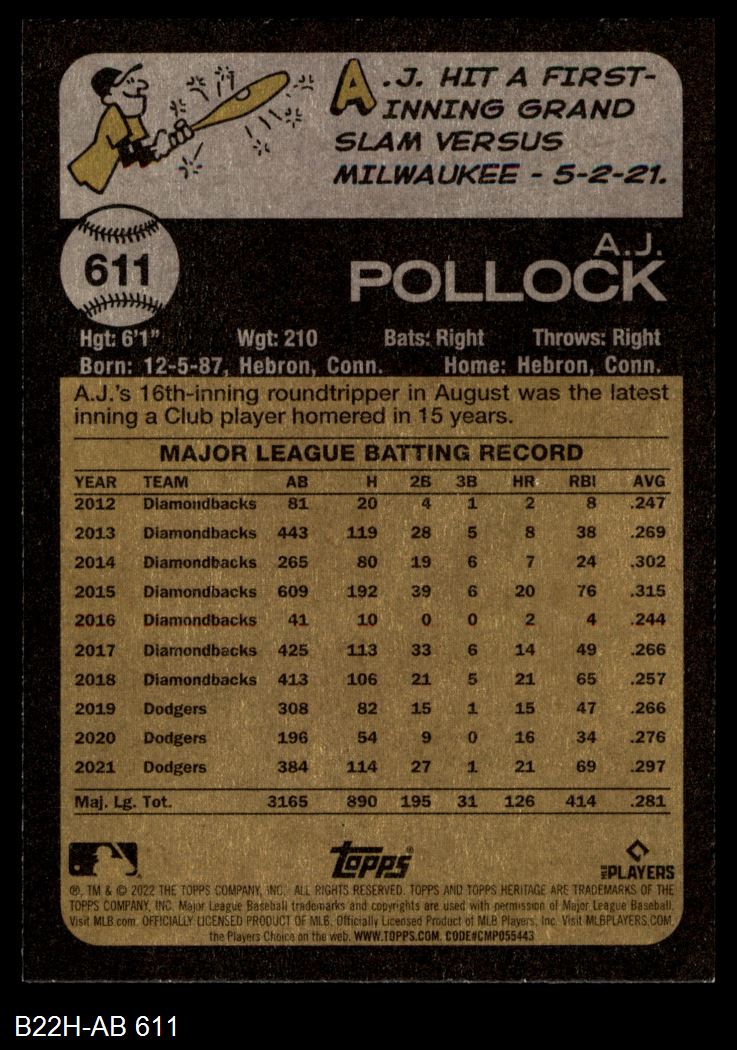 A.J. HIT A FIRST-
INNING GRAND
SLAM VERSUS
MILWAUKEE - 5-2-21.
611
A.J.
POLLOCK
Hgt: 6'1" Wgt: 210 Bats: Right Throws: Right
Born: 12-5-87, Hebron, Conn. Home: Hebron, Conn.
A.J.'s 16th-inning roundtripper in August was the latest
inning a Club player homered in 15 years.
MAJOR LEAGUE BATTING RECORD
YEAR TEAM AB H 2B 3B HR RBI AVG
2012 Diamondbacks 81 20 4 1 2 8 .247
2013 Diamondbacks 443 119 28 5 8 38 .269
2014 Diamondbacks 265 80 19 6 7 24 .302
2015 Diamondbacks 609 192 39 6 20 76 .315
2016 Diamondbacks 41 10 0 0 2 4 .244
2017 Diamondbacks 425 113 33 6 14 49 .266
2018 Diamondbacks 413 106 21 5 21 65 .257
2019 Dodgers 308 82 15 1 15 47 .266
2020 Dodgers 196 54 9 0 16 34 .276
2021 Dodgers 384 114 27 1 21 69 .297
Maj. Lg. Tot. 3165 890 195 31 126 414 .281
TOPPS®
MLB PLAYERS
®, TM & © 2022 THE TOPPS COMPANY, INC. ALL RIGHTS RESERVED. TOPPS AND TOPPS HERITAGE ARE TRADEMARKS OF THE
TOPPS COMPANY, INC. Major League Baseball trademarks and copyrights are used with permission of Major League Baseball.
Visit MLB.com. OFFICIALLY LICENSED PRODUCT OF MLB. Officially Licensed Product of MLB Players, Inc. Visit MLBPLAYERS.COM,
the Players Choice on the web. WWW.TOPPS.COM. CODE#CMP055443
B22H-AB 611